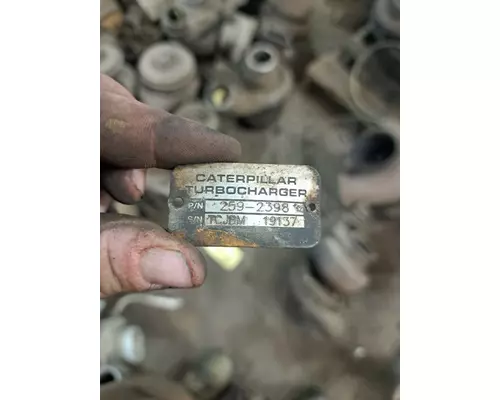 CATERPILLAR
TURBOCHARGER
P/N 259-2398
S/N TCJBM 19137